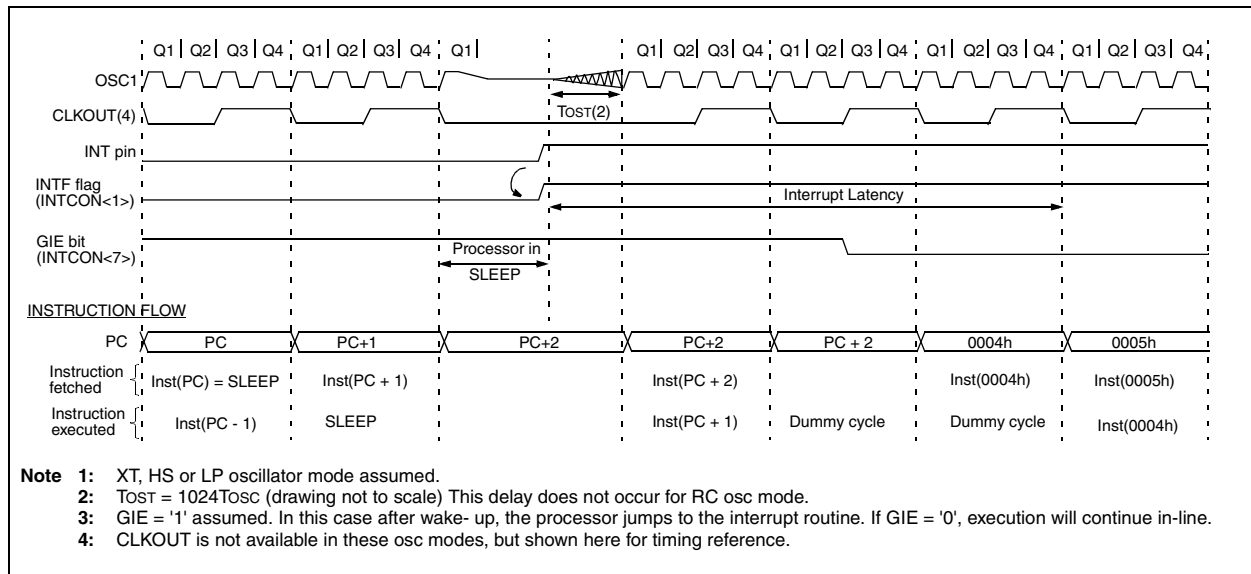 Q1 Q2 Q3 Q4 Q1 Q2 Q3 Q4 Q1 Q1 Q2 Q3 Q4 Q1 Q2 Q3 Q4 Q1 Q2 Q3 Q4 Q1 Q2 Q3 Q4
OSC1
TOST(2)
CLKOUT(4)
INT pin
INTF flag
(INTCON<1>)
Interrupt Latency
GIE bit
(INTCON<7>)
Processor in
SLEEP
INSTRUCTION FLOW
PC PC PC+1 PC+2 PC+2 PC + 2 0004h 0005h
Instruction
fetched
Inst(PC) = SLEEP Inst(PC + 1) Inst(PC + 2) Inst(0004h) Inst(0005h)
Instruction
executed
Inst(PC - 1) SLEEP Inst(PC + 1) Dummy cycle Dummy cycle Inst(0004h)
Note 1: XT, HS or LP oscillator mode assumed.
2: TOST = 1024TOSC (drawing not to scale) This delay does not occur for RC osc mode.
3: GIE = '1' assumed. In this case after wake- up, the processor jumps to the interrupt routine. If GIE = '0', execution will continue in-line.
4: CLKOUT is not available in these osc modes, but shown here for timing reference.